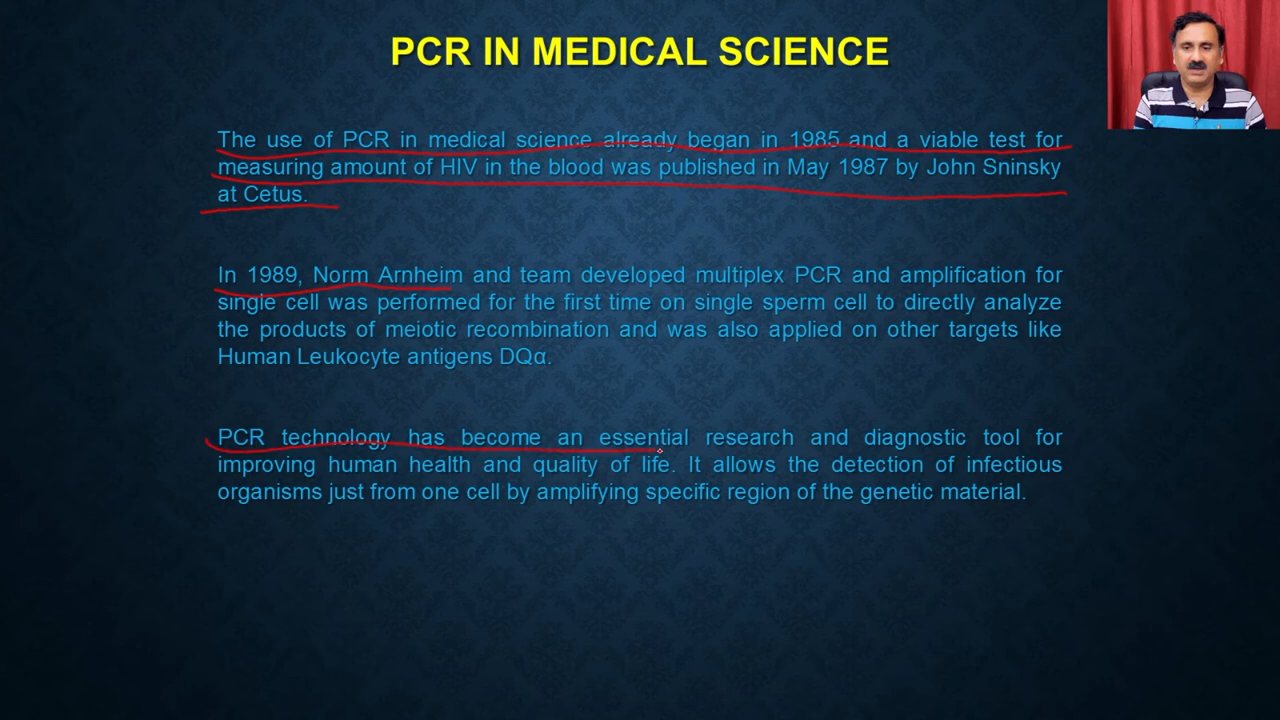 PCR IN MEDICAL SCIENCE
The use of PCR in medical science already began in 1985 and a viable test for
measuring amount of HIV in the blood was published in May 1987 by John Sninsky
at Cetus.
In 1989, Norm Arnheim and team developed multiplex PCR and amplification for
single cell was performed for the first time on single sperm cell to directly analyze
the products of meiotic recombination and was also applied on other targets like
Human Leukocyte antigens DQα.
PCR technology has become an essential research and diagnostic tool for
improving human health and quality of life. It allows the detection of infectious
organisms just from one cell by amplifying specific region of the genetic material.